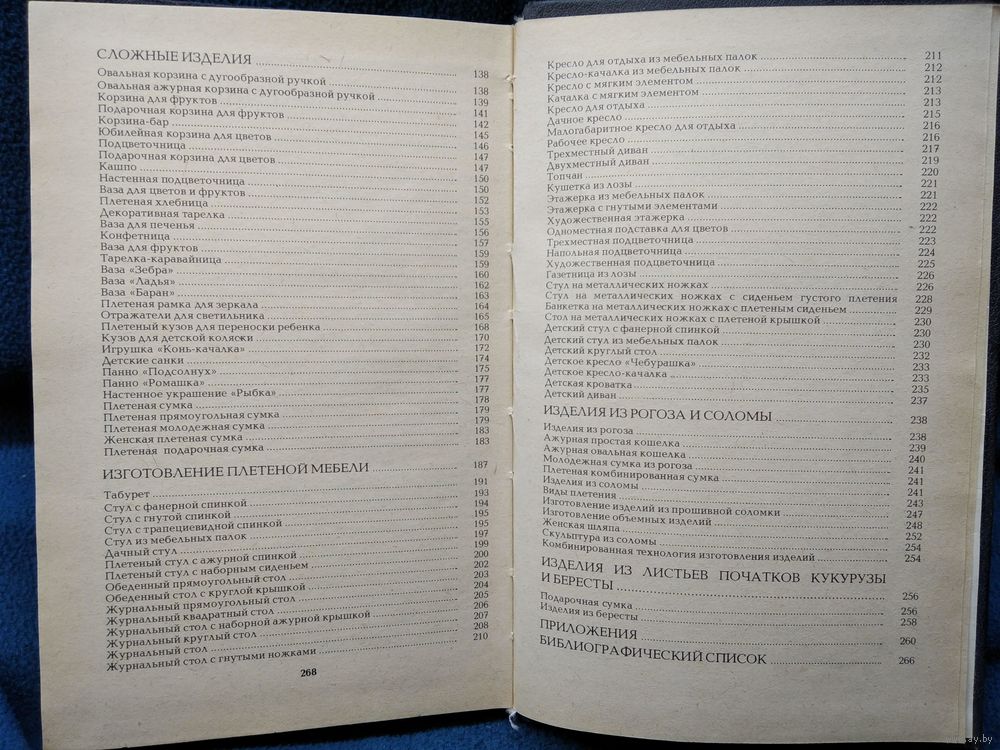 СЛОЖНЫЕ ИЗДЕЛИЯ 138
Овальная корзина с дугообразной ручкой 138
Овальная ажурная корзина с дугообразной ручкой 139
Корзина для фруктов 141
Подарочная корзина для фруктов 142
Корзина-бар 145
Юбилейная корзина для цветов 146
Подцветочница 147
Подарочная корзина для цветов 147
Кашпо 150
Настенная подцветочница 150
Ваза для цветов и фруктов 152
Плетеная хлебница 153
Декоративная тарелка 155
Ваза для печенья 156
Конфетница 157
Ваза для фруктов 159
Тарелка-каравайница 159
Ваза «Зебра» 160
Ваза «Ладья» 162
Ваза «Баран» 163
Плетеная рамка для зеркала 164
Отражатели для светильника 165
Плетеный кузов для переноски ребенка 168
Кузов для детской коляски 170
Игрушка «Конь-качалка» 172
Детские санки 174
Панно «Подсолнух» 175
Панно «Ромашка» 177
Настенное украшение «Рыбка» 177
Плетеная сумка 178
Плетеная прямоугольная сумка 179
Плетеная молодежная сумка 179
Женская плетеная сумка 183
Плетеная подарочная сумка 183
ИЗГОТОВЛЕНИЕ ПЛЕТЕНОЙ МЕБЕЛИ 187
Табурет 191
Стул с фанерной спинкой 193
Стул с гнутой спинкой 194
Стул с трапециевидной спинкой 195
Стул из мебельных палок 195
Дачный стул 197
Плетеный стул с ажурной спинкой 199
Плетеный стул с наборным сиденьем 200
Обеденный прямоугольный стол 202
Обеденный стол с круглой крышкой 203
Журнальный прямоугольный стол 204
Журнальный квадратный стол 205
Журнальный стол с наборной ажурной крышкой 206
Журнальный круглый стол 207
Журнальный стол 208
Журнальный стол с гнутыми ножками 210
268
Кресло для отдыха из мебельных палок 211
Кресло-качалка из мебельных палок 212
Кресло с мягким элементом 212
Качалка с мягким элементом 213
Кресло для отдыха 213
Дачное кресло 215
Малогабаритное кресло для отдыха 216
Рабочее кресло 216
Трехместный диван 217
Двухместный диван 219
Топчан 220
Кушетка из лозы 221
Этажерка из мебельных палок 221
Этажерка с гнутыми элементами 222
Художественная этажерка 222
Одноместная подставка для цветов 222
Трехместная подцветочница 223
Напольная подцветочница 224
Художественная подцветочница 225
Газетница из лозы 226
Стул на металлических ножках 226
Стул на металлических ножках с сиденьем густого плетения 228
Банкетка на металлических ножках с плетеным сиденьем 229
Стол на металлических ножках с плетеной крышкой 230
Детский стул с фанерной спинкой 230
Детский стул из мебельных палок 230
Детский круглый стол 232
Детское кресло «Чебурашка» 233
Детское кресло-качалка 233
Детская кроватка 235
Детский диван 237
ИЗДЕЛИЯ ИЗ РОГОЗА И СОЛОМЫ 238
Изделия из рогоза 238
Ажурная простая кошелка 239
Ажурная овальная кошелка 240
Молодежная сумка из рогоза 241
Плетеная комбинированная сумка 241
Изделия из соломы 241
Виды плетения 243
Изготовление изделий из прошивной соломки 247
Изготовление объемных изделий 248
Женская шляпа 252
Скульптура из соломы 254
Комбинированная технология изготовления изделий 254
ИЗДЕЛИЯ ИЗ ЛИСТЬЕВ ПОЧАТКОВ КУКУРУЗЫ
И БЕРЕСТЫ 256
Подарочная сумка 256
Изделия из бересты 258
ПРИЛОЖЕНИЯ 260
БИБЛИОГРАФИЧЕСКИЙ СПИСОК 266